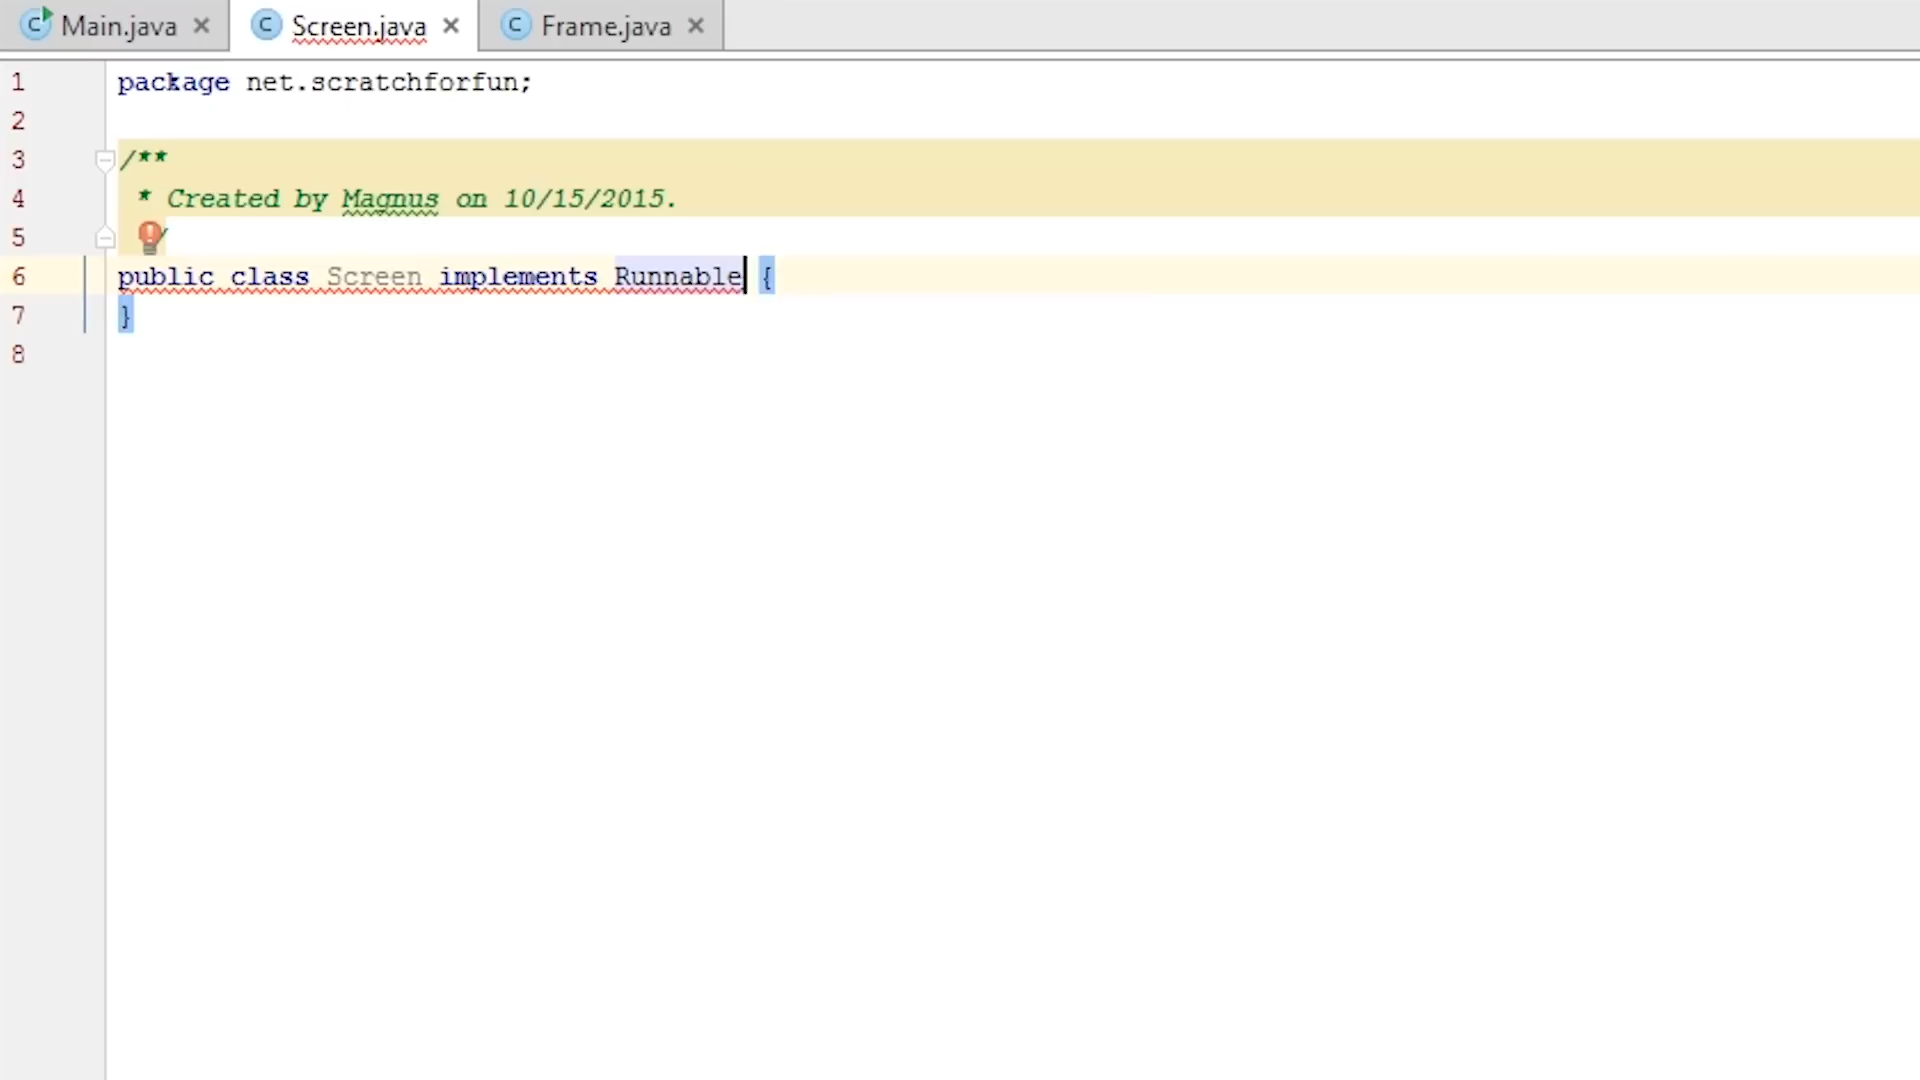 Main.java Screen.java Frame.java
1 package net.scratchforfun;
2
3 /**
4 * Created by Magnus on 10/15/2015.
5 /
6 public class Screen implements Runnable {
7 }
8